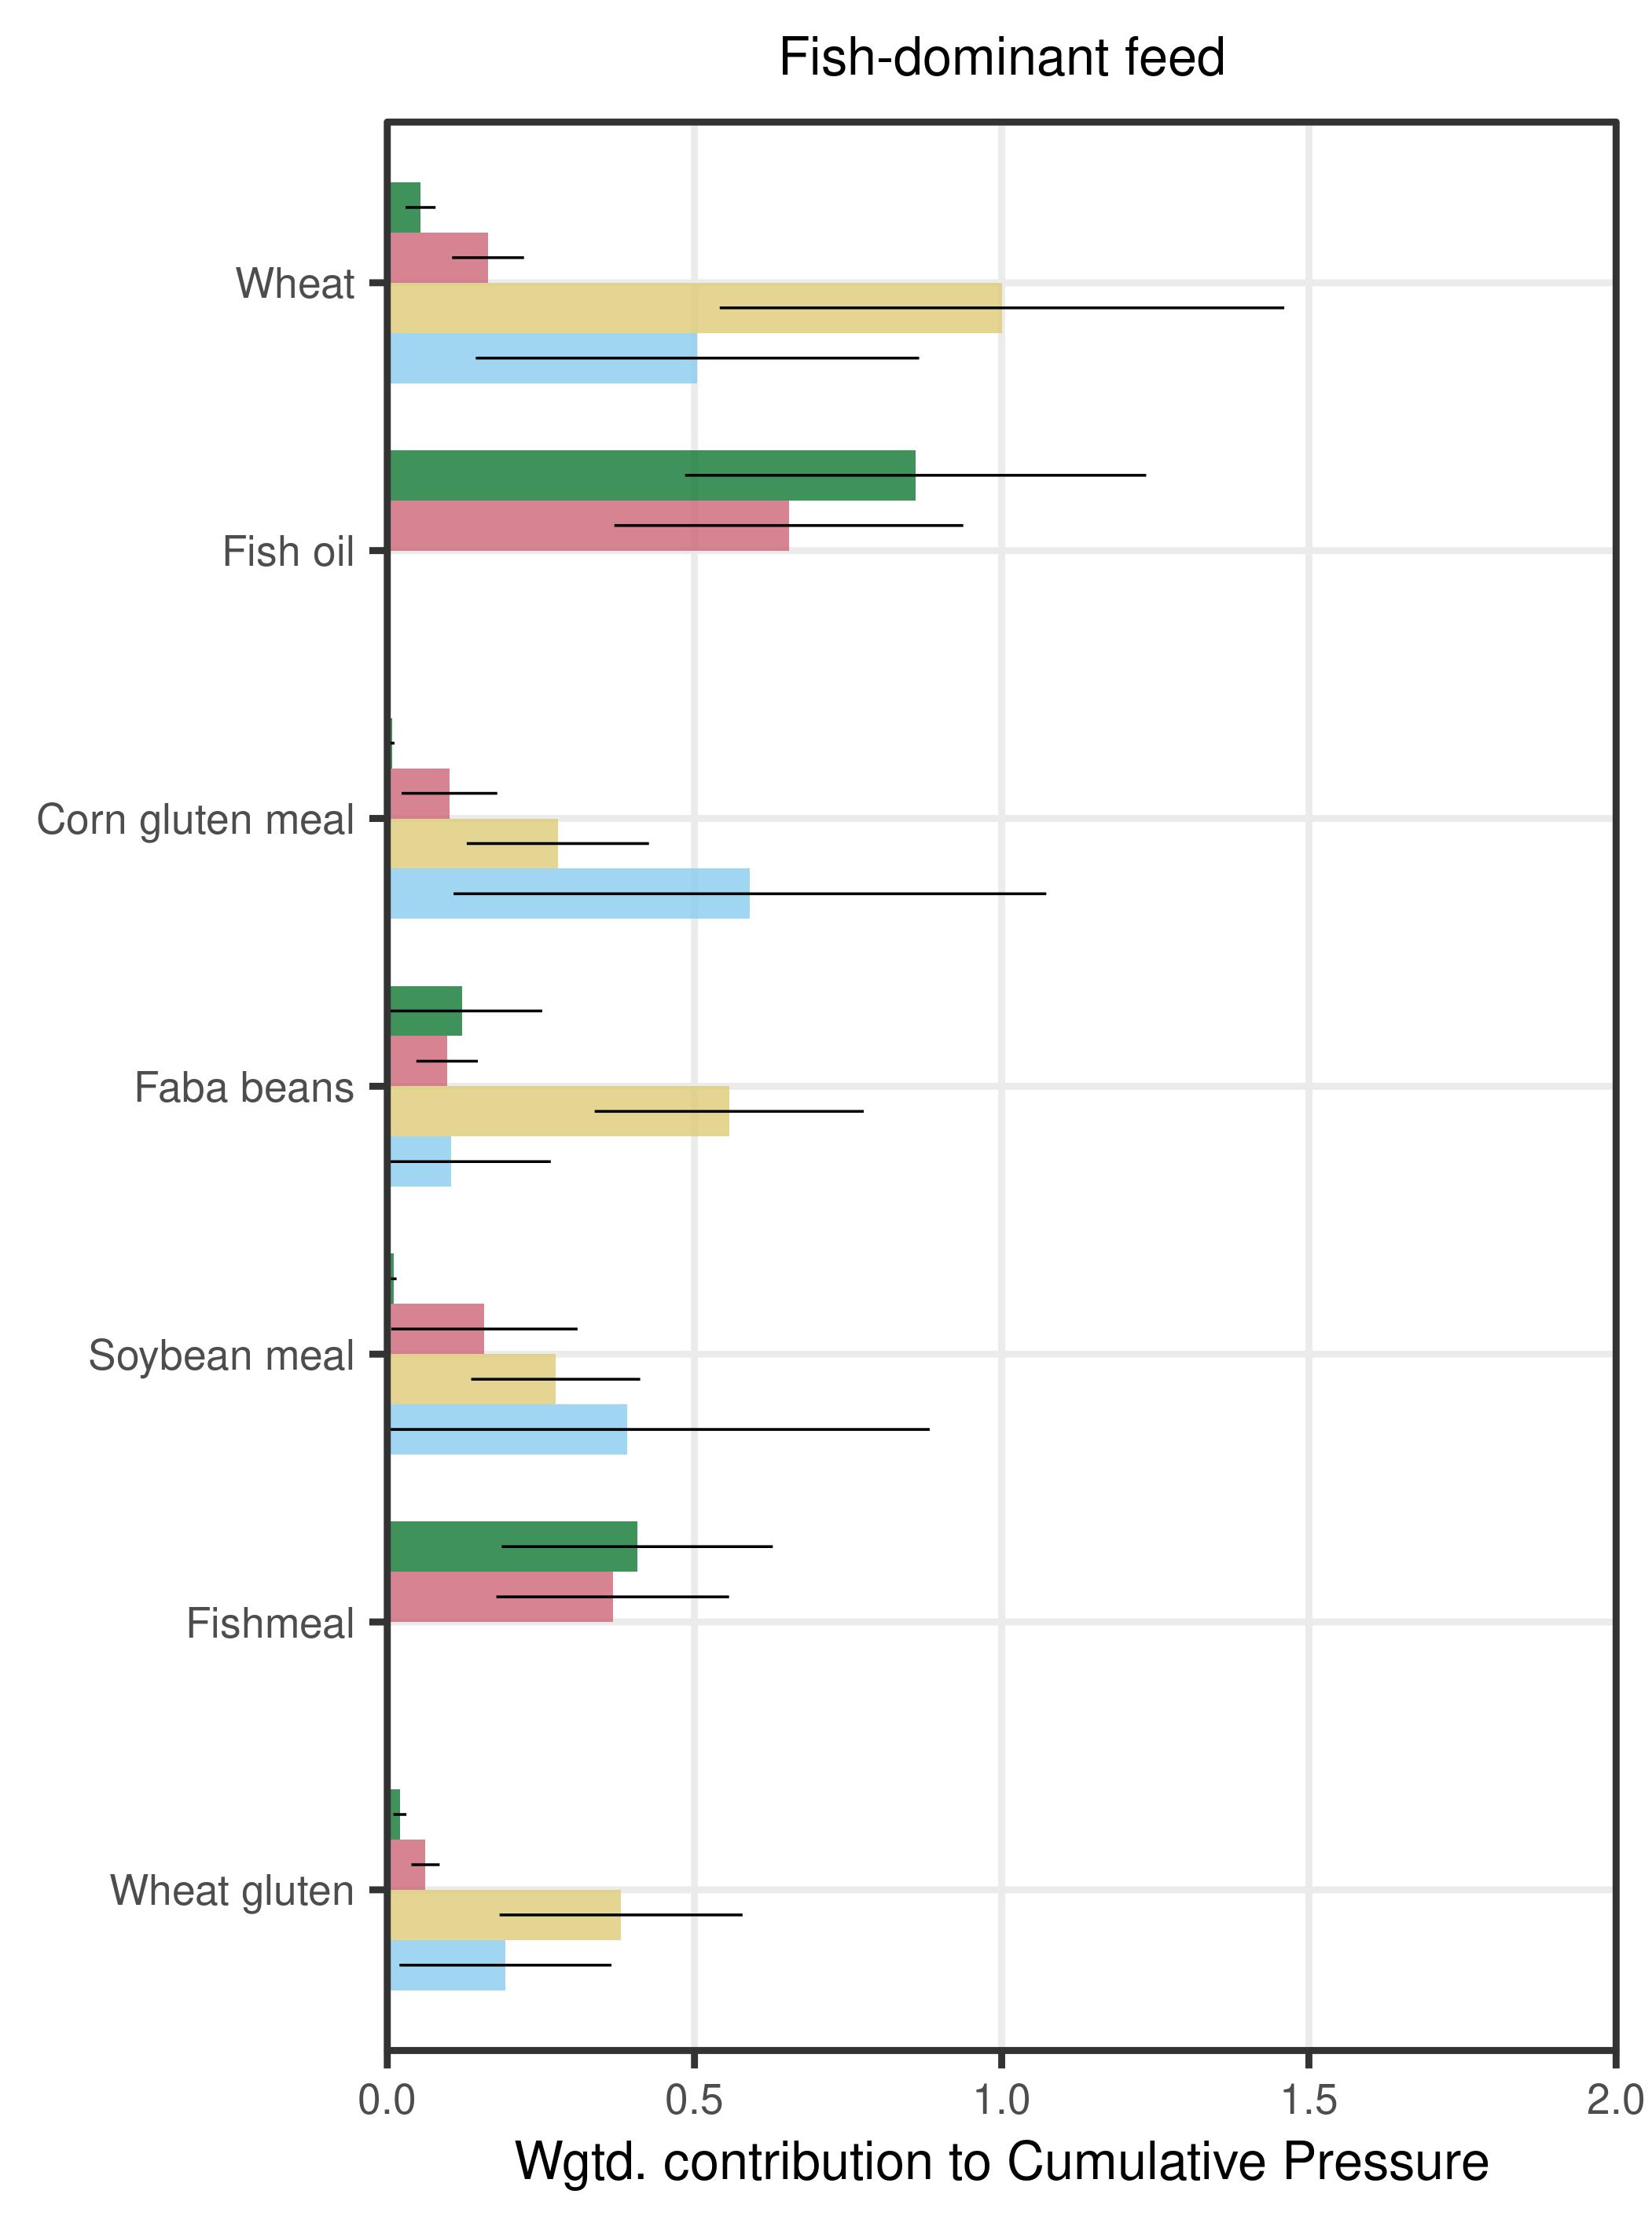 Fish-dominant feed
Wheat
Fish oil
Corn gluten meal
Faba beans
Soybean meal
Fishmeal
Wheat gluten
0.0 0.5 1.0 1.5 2.0
Wgtd. contribution to Cumulative Pressure